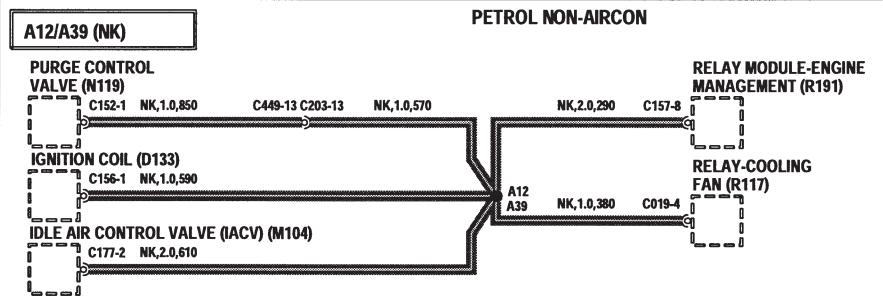 PETROL NON-AIRCON
A12/A39 (NK)
PURGE CONTROL
VALVE (N119)
C152-1 NK,1.0,850 C449-13 C203-13 NK,1.0,570
IGNITION COIL (D133)
C156-1 NK,1.0,590
IDLE AIR CONTROL VALVE (IACV) (M104)
C177-2 NK,2.0,610
A12
A39
RELAY MODULE-ENGINE
MANAGEMENT (R191)
NK,2.0,290 C157-8
RELAY-COOLING
FAN (R117)
NK,1.0,380 C019-4